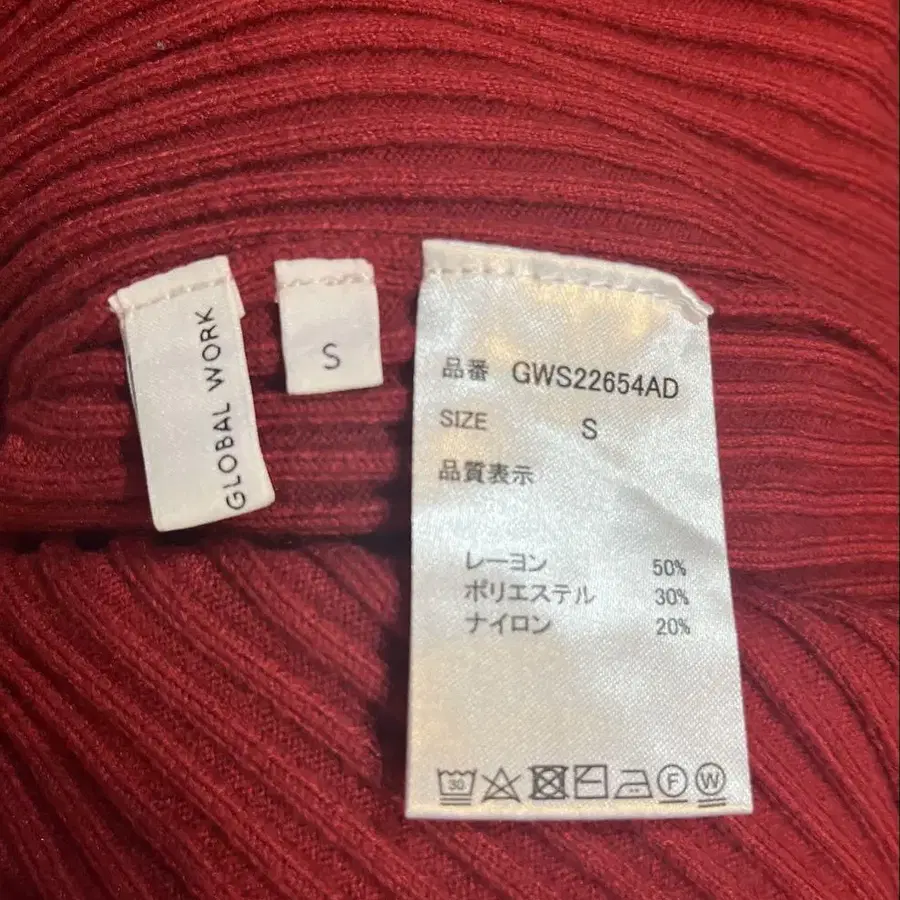 GLOBAL WORK
S
品番 GWS22654AD
SIZE S
品質表示
レーヨン 50%
ポリエステル 30%
ナイロン 20%
30 F W